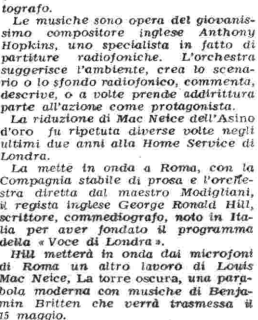 tografo.
Le musiche sono opera del giovanis-
simo compositore inglese Anthony
Hopkins, uno specialista in fatto di
partiture radiofoniche. L'orchestra
suggerisce l'ambiente, crea lo scena-
rio o lo sfondo radiofonico, commenta,
descrive, o a volte prende addirittura
parte all'azione come protagonista.
La riduzione di Mac Neice dell'Asino
d'oro fu ripetuta diverse volte negli
ultimi due anni alla Home Service di
Londra.
La mette in onda a Roma, con la
Compagnia stabile di prosa e l'orche-
stra diretta dal maestro Modigliani,
il regista inglese George Ronald Hill,
scrittore, commediografo, noto in Ita-
lia per aver fondato il programma
della « Voce di Londra ».
Hill metterà in onda dai microfoni
di Roma un altro lavoro di Louis
Mac Neice, La torre oscura, una para-
bola moderna con musiche di Benja-
min Britten che verrà trasmessa il
15 maggio.